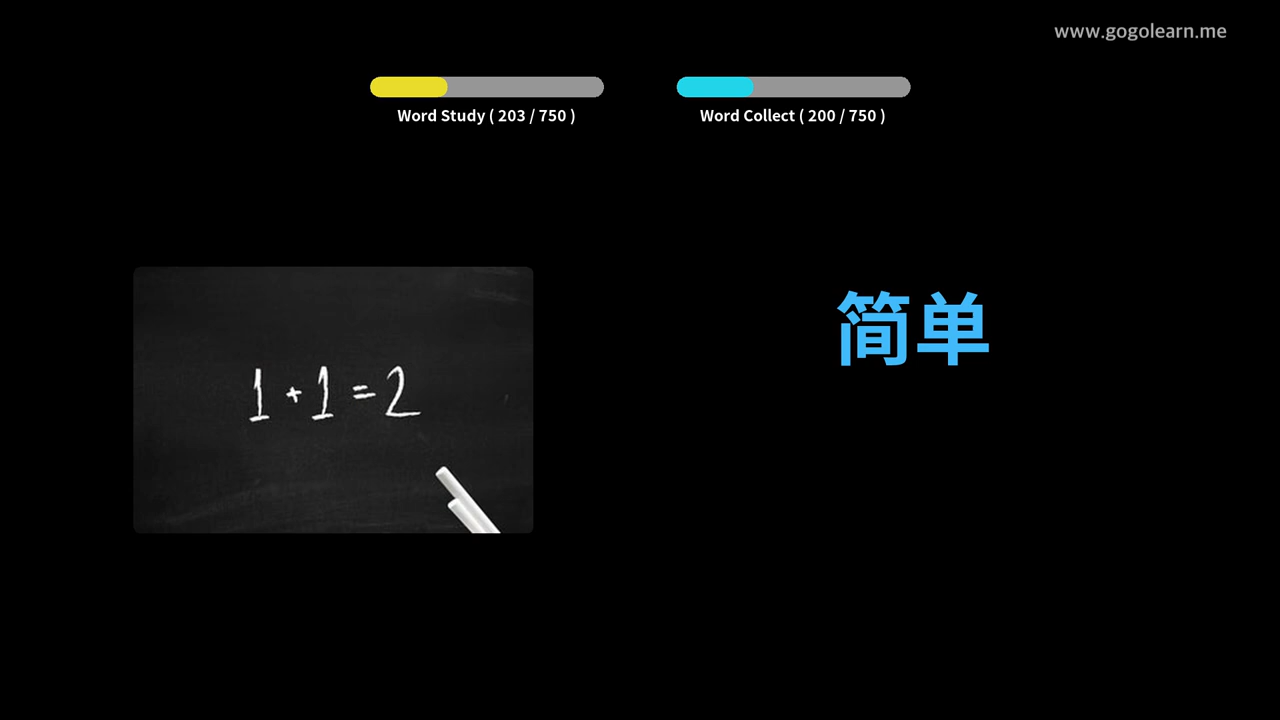 www.gogolearn.me
Word Study ( 203 / 750 )
Word Collect ( 200 / 750 )
简单
1 + 1 = 2